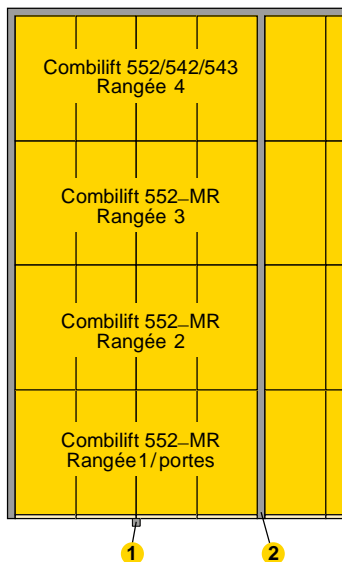 Combilift 552/542/543
Rangée 4
Combilift 552–MR
Rangée 3
Combilift 552–MR
Rangée 2
Combilift 552–MR
Rangée1/portes
1
2